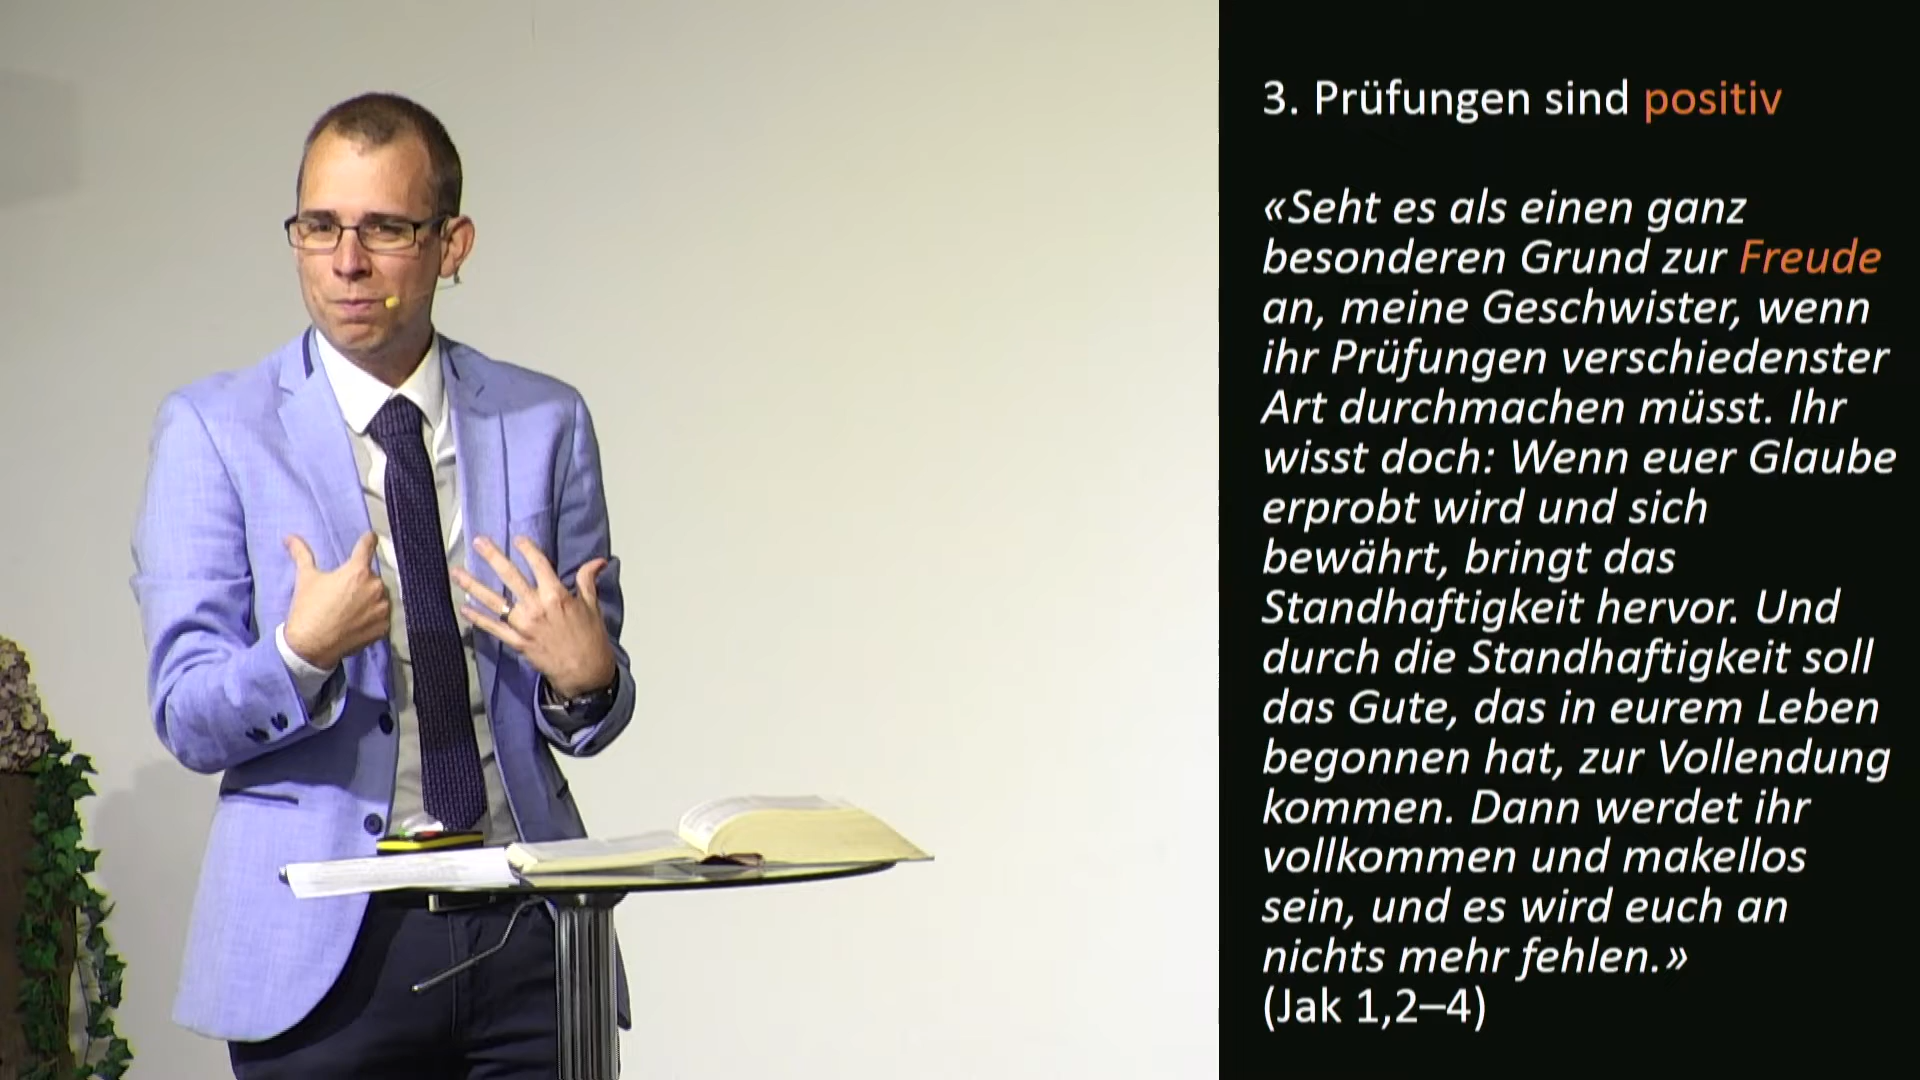 3. Prüfungen sind positiv
«Seht es als einen ganz
besonderen Grund zur Freude
an, meine Geschwister, wenn
ihr Prüfungen verschiedenster
Art durchmachen müsst. Ihr
wisst doch: Wenn euer Glaube
erprobt wird und sich
bewährt, bringt das
Standhaftigkeit hervor. Und
durch die Standhaftigkeit soll
das Gute, das in eurem Leben
begonnen hat, zur Vollendung
kommen. Dann werdet ihr
vollkommen und makellos
sein, und es wird euch an
nichts mehr fehlen.»
(Jak 1,2–4)